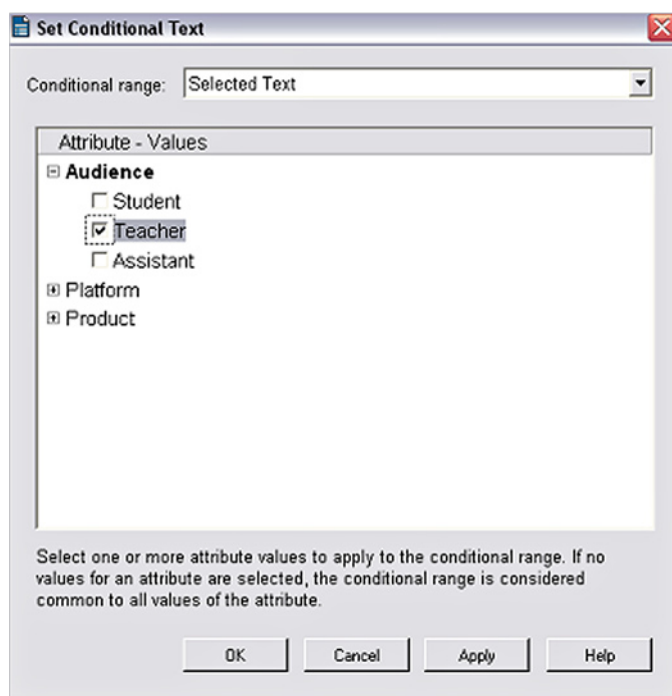 Set Conditional Text
Conditional range: Selected Text
Attribute - Values
Audience
Student
Teacher
Assistant
Platform
Product
Select one or more attribute values to apply to the conditional range. If no
values for an attribute are selected, the conditional range is considered
common to all values of the attribute.
OK Cancel Apply Help